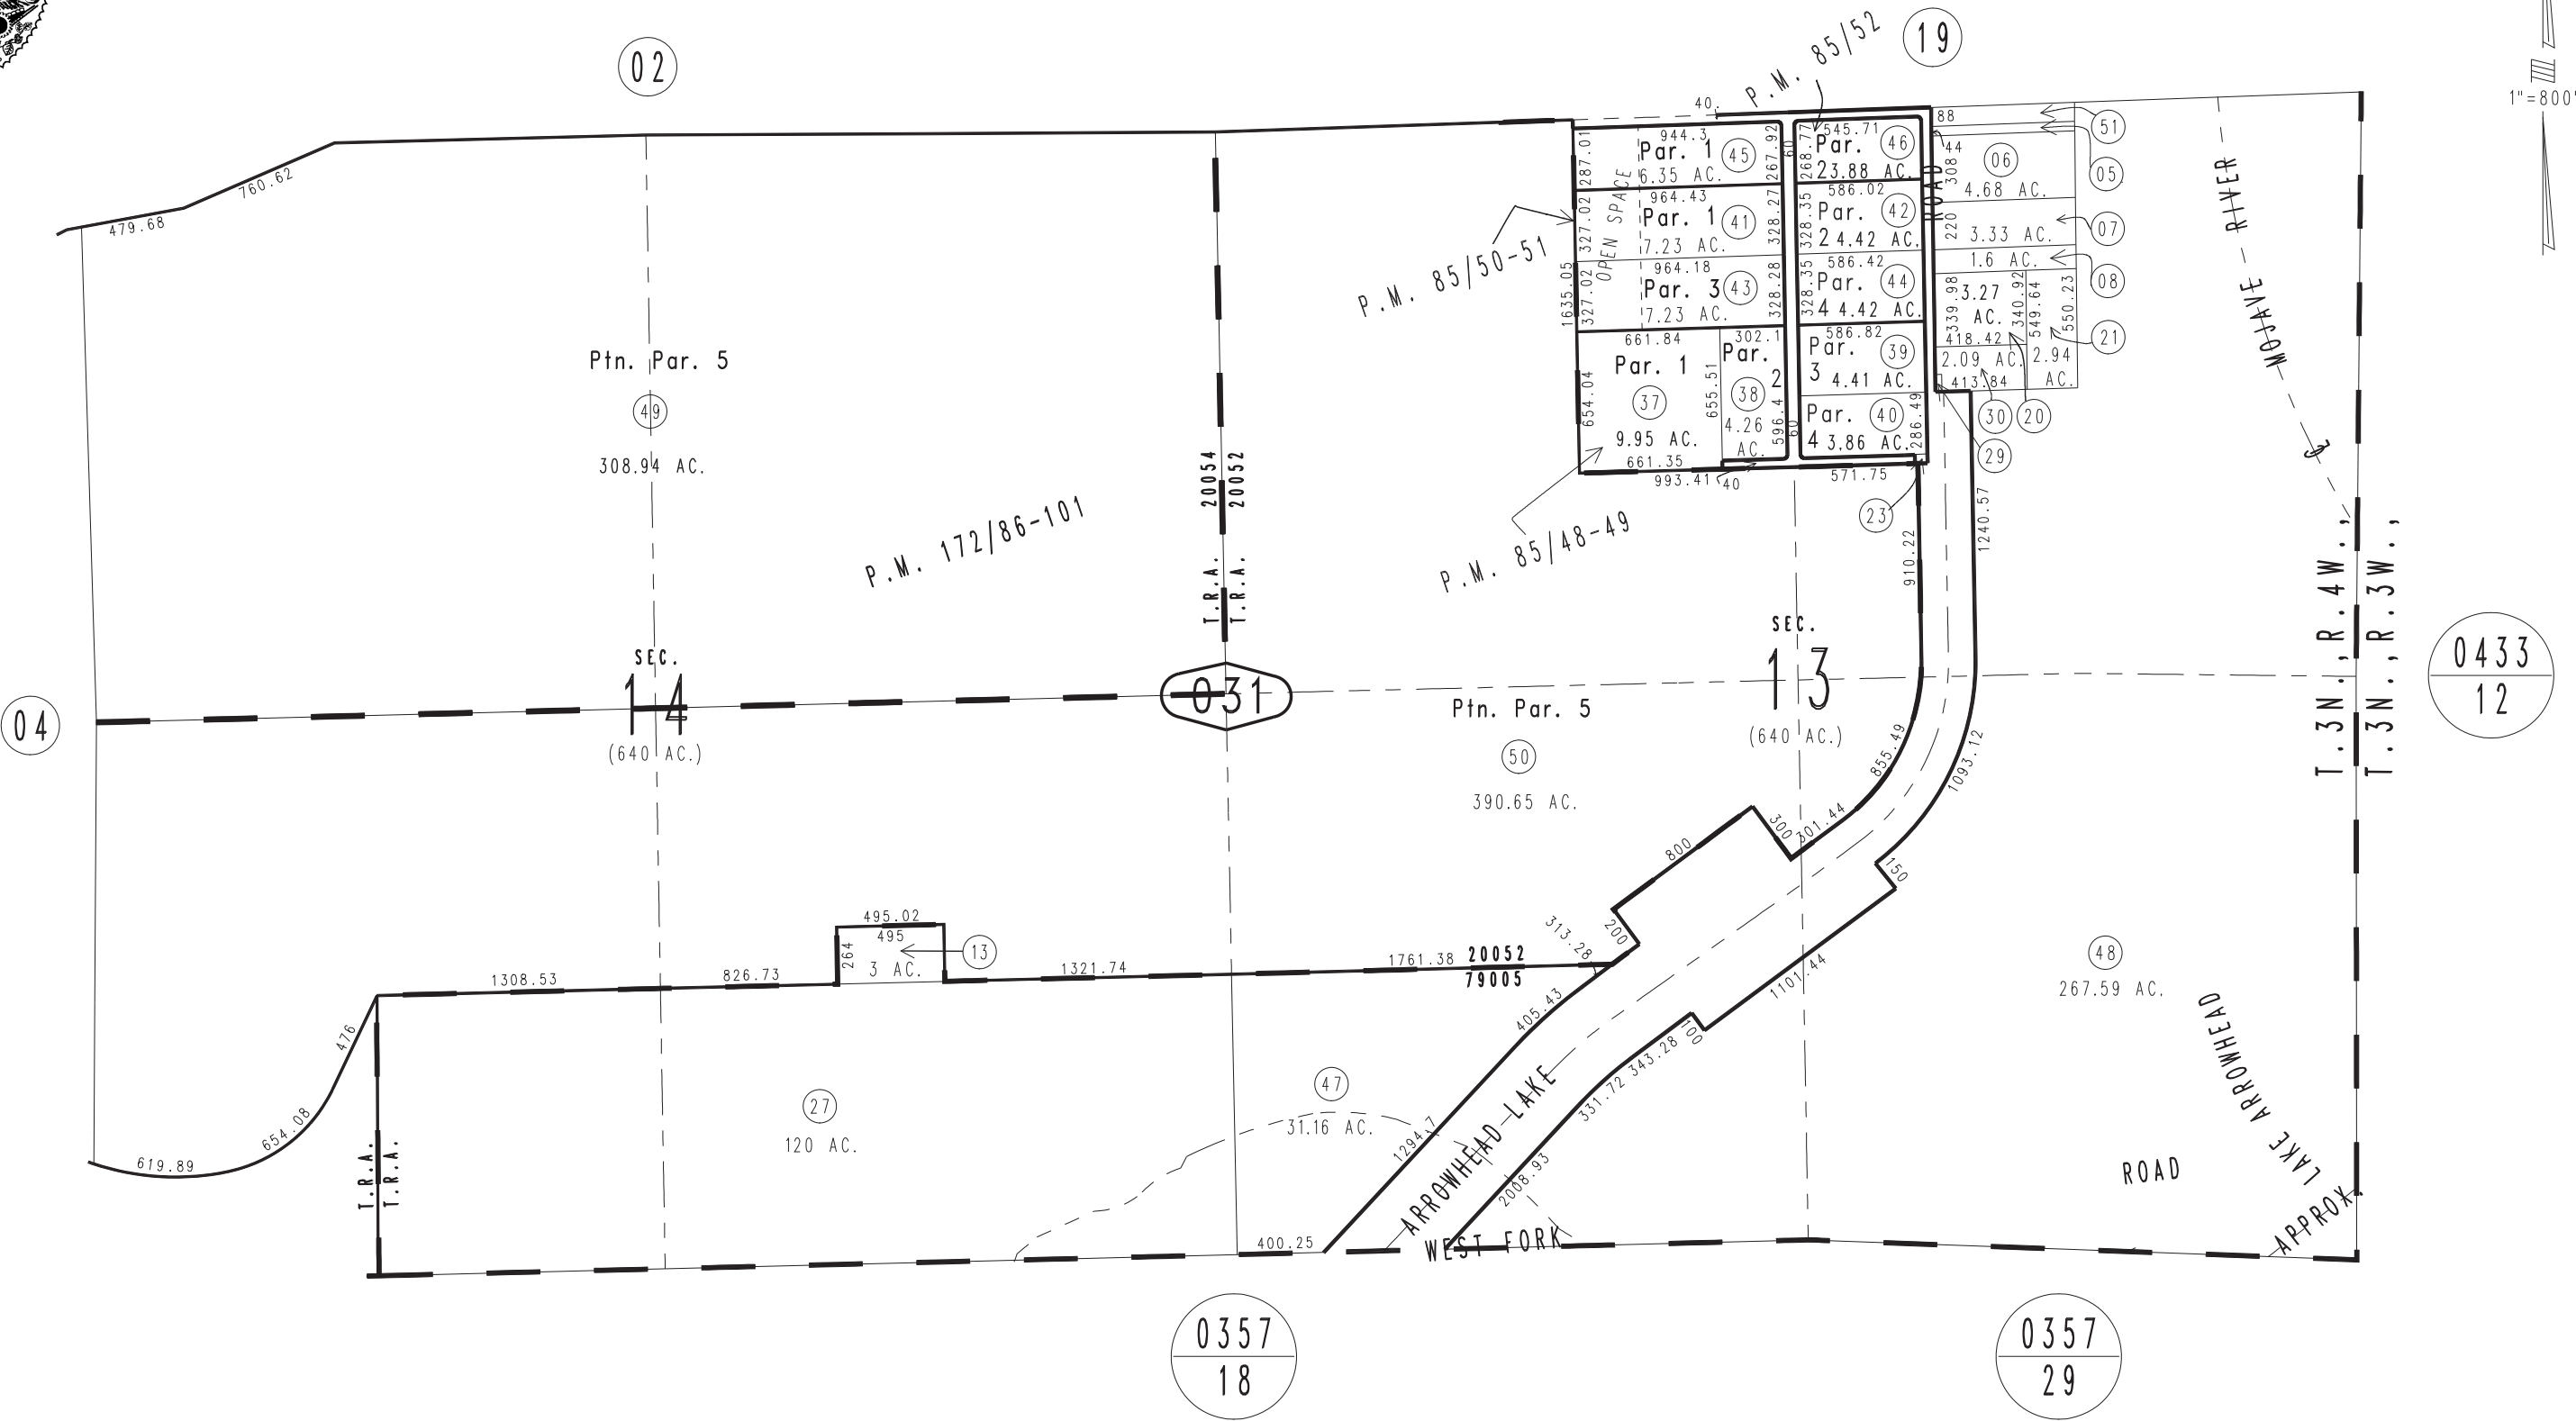 02
19
1"=800'
P.M. 85/52
40.
88
51
760.62
479.68
944.3
Par. 1
45
6.35 AC.
287.01
267.92
60
268.77
545.71
Par.
46
23.88 AC.
44
308
06
4.68 AC.
05
ROAD
OPEN SPACE
964.43
Par. 1
41
7.23 AC.
327.02
328.27
328.35
586.02
Par.
42
2 4.42 AC.
220
3.33 AC.
07
1.6 AC.
08
P.M. 85/50-51
1635.05
964.18
Par. 3
43
7.23 AC.
327.02
328.28
328.35
586.42
Par.
44
4 4.42 AC.
339.98
3.27
AC.
340.92
549.64
550.23
418.42
21
2.09 AC.
2.94
AC.
413.84
661.84
Par. 1
37
9.95 AC.
654.04
655.51
661.35
302.1
Par.
2
38
4.26
AC.
596.4
60
586.82
Par.
39
3 4.41 AC.
Par.
40
4 3.86 AC.
286.49
30
20
29
993.41
40
571.75
23
P.M. 85/48-49
MOJAVE RIVER
Ptn. Par. 5
49
308.94 AC.
P.M. 172/86-101
20054
20052
T.R.A.
T.R.A.
910.22
1240.57
T.3N.,R.4W.,
T.3N.,R.3W.,
0433
12
SEC.
14
(640 AC.)
04
031
SEC.
13
(640 AC.)
Ptn. Par. 5
50
390.65 AC.
855.49
1093.12
301.44
300
800
200
150
313.28
495.02
495
264
3 AC.
13
1308.53
826.73
1321.74
1761.38
20052
79005
405.43
1101.44
100
343.28
331.72
48
267.59 AC.
476
654.08
619.89
T.R.A.
T.R.A.
27
120 AC.
47
31.16 AC.
1294.7
ARROWHEAD LAKE
2008.93
ROAD
LAKE ARROWHEAD
APPROX.
400.25
WEST FORK
0357
18
0357
29